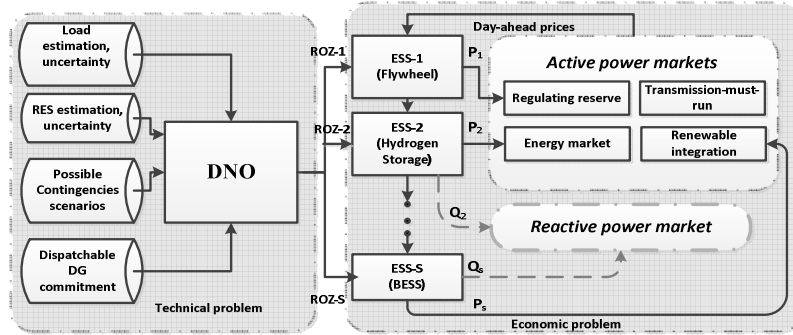 Load
estimation,
uncertainty
RES estimation,
uncertainty
Possible
Contingencies
scenarios
Dispatchable
DG
commitment
DNO
Technical problem
ROZ-1
ROZ-2
ROZ-S
ESS-1
(Flywheel)
ESS-2
(Hydrogen
Storage)
ESS-S
(BESS)
Day-ahead prices
P1
P2
Q2
Qs
Ps
Active power markets
Regulating reserve
Transmission-must-
run
Energy market
Renewable
integration
Reactive power market
Economic problem